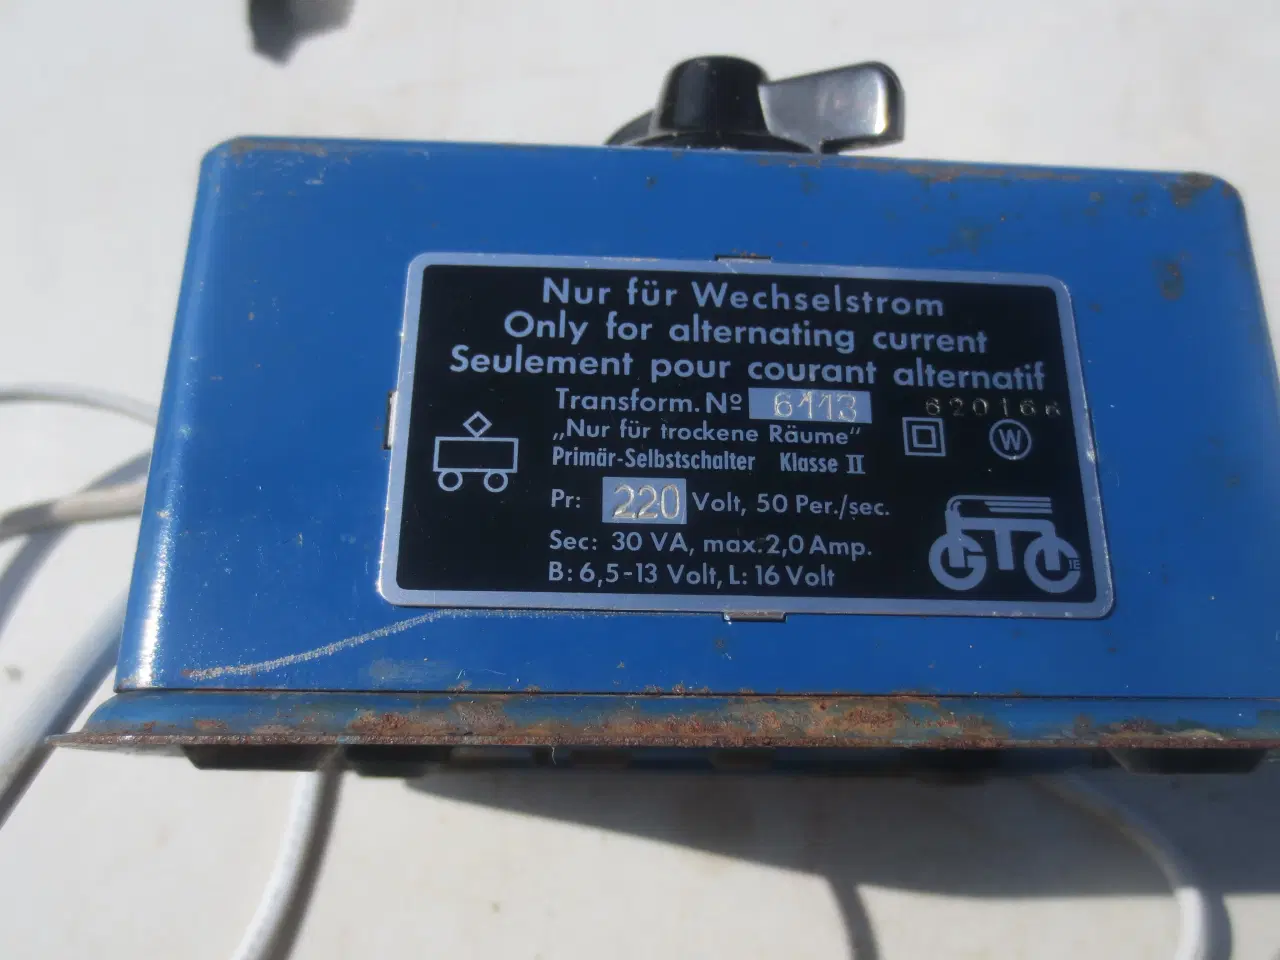 Nur für Wechselstrom
Only for alternating current
Seulement pour courant alternatif
Transform. Nº 6113 620166
„Nur für trockene Räume“ W
Primär-Selbstschalter Klasse II
Pr: 220 Volt, 50 Per./sec.
Sec: 30 VA, max. 2,0 Amp.
B: 6,5-13 Volt, L: 16 Volt